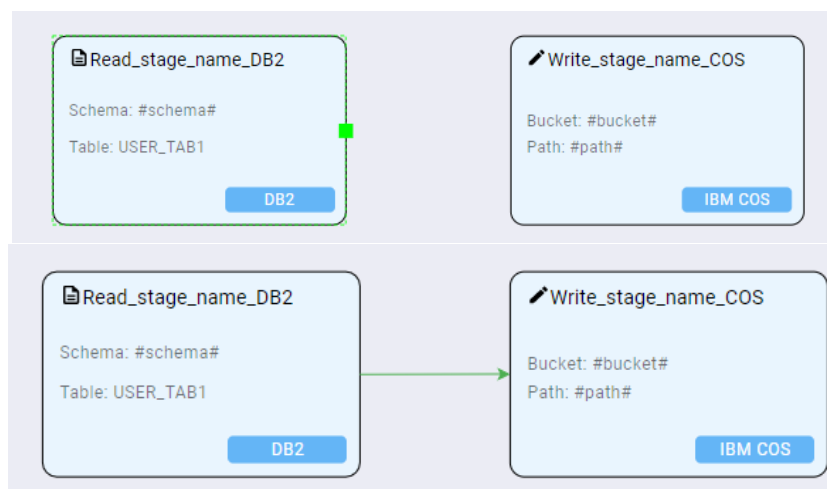 Read_stage_name_DB2
Schema: #schema#
Table: USER_TAB1
DB2
Write_stage_name_COS
Bucket: #bucket#
Path: #path#
IBM COS
Read_stage_name_DB2
Schema: #schema#
Table: USER_TAB1
DB2
Write_stage_name_COS
Bucket: #bucket#
Path: #path#
IBM COS